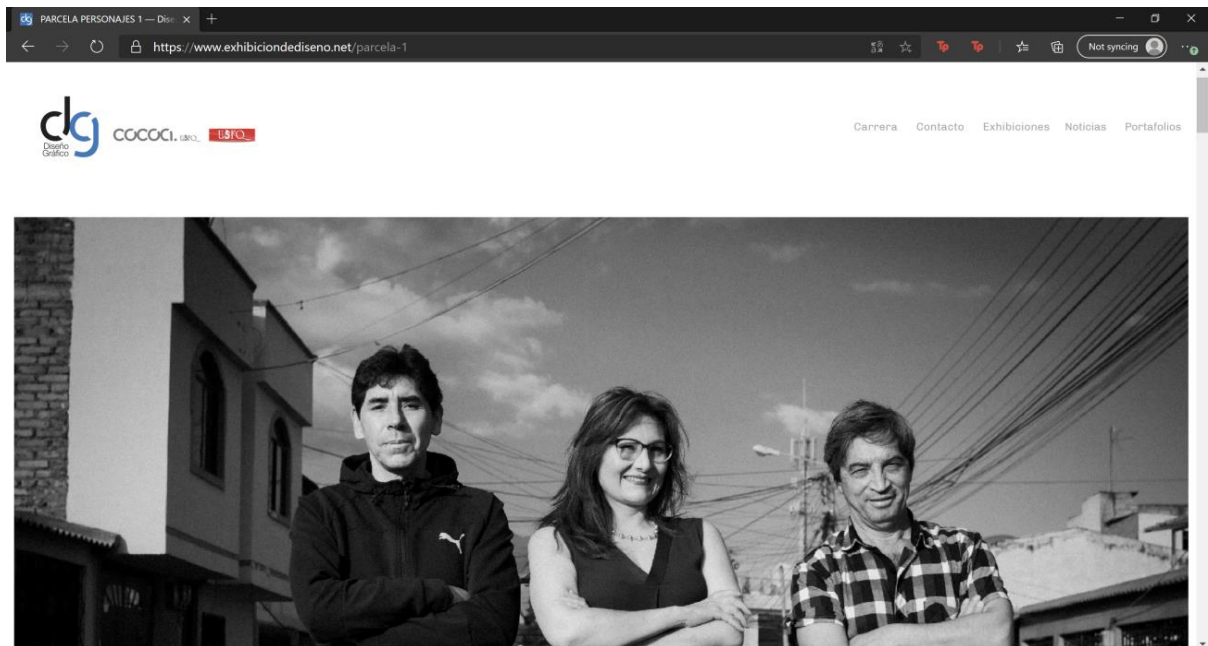 PARCELA PERSONAJES 1 — Dise
https://www.exhibiciondediseno.net/parcela-1
Not syncing
dg
Diseño
Gráfico
COCOCI.
Carrera Contacto Exhibiciones Noticias Portafolios